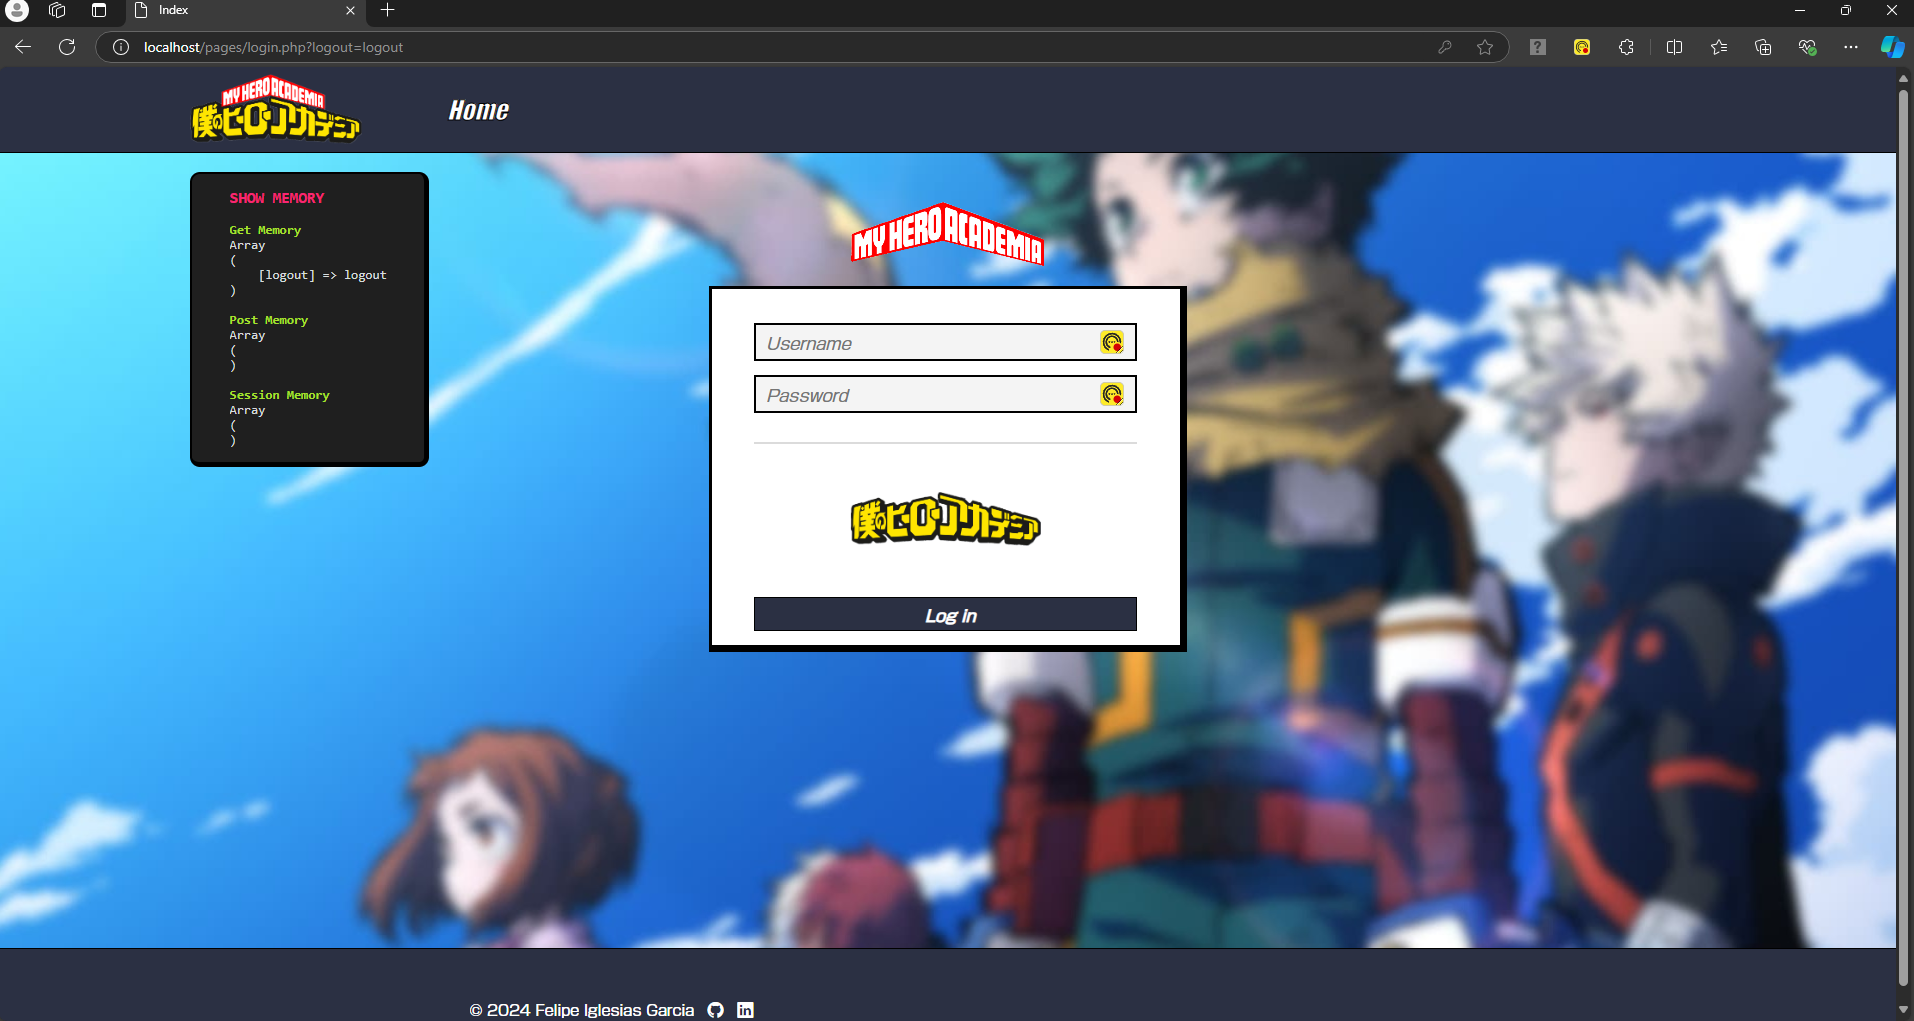 Index
localhost/pages/login.php?logout=logout
MY HERO ACADEMIA
僕のヒーローアカデミア
Home
SHOW MEMORY
Get Memory
Array
(
[logout] => logout
)
Post Memory
Array
(
)
Session Memory
Array
(
)
MY HERO ACADEMIA
Username
Password
僕のヒーローアカデミア
Log in
© 2024 Felipe Iglesias Garcia